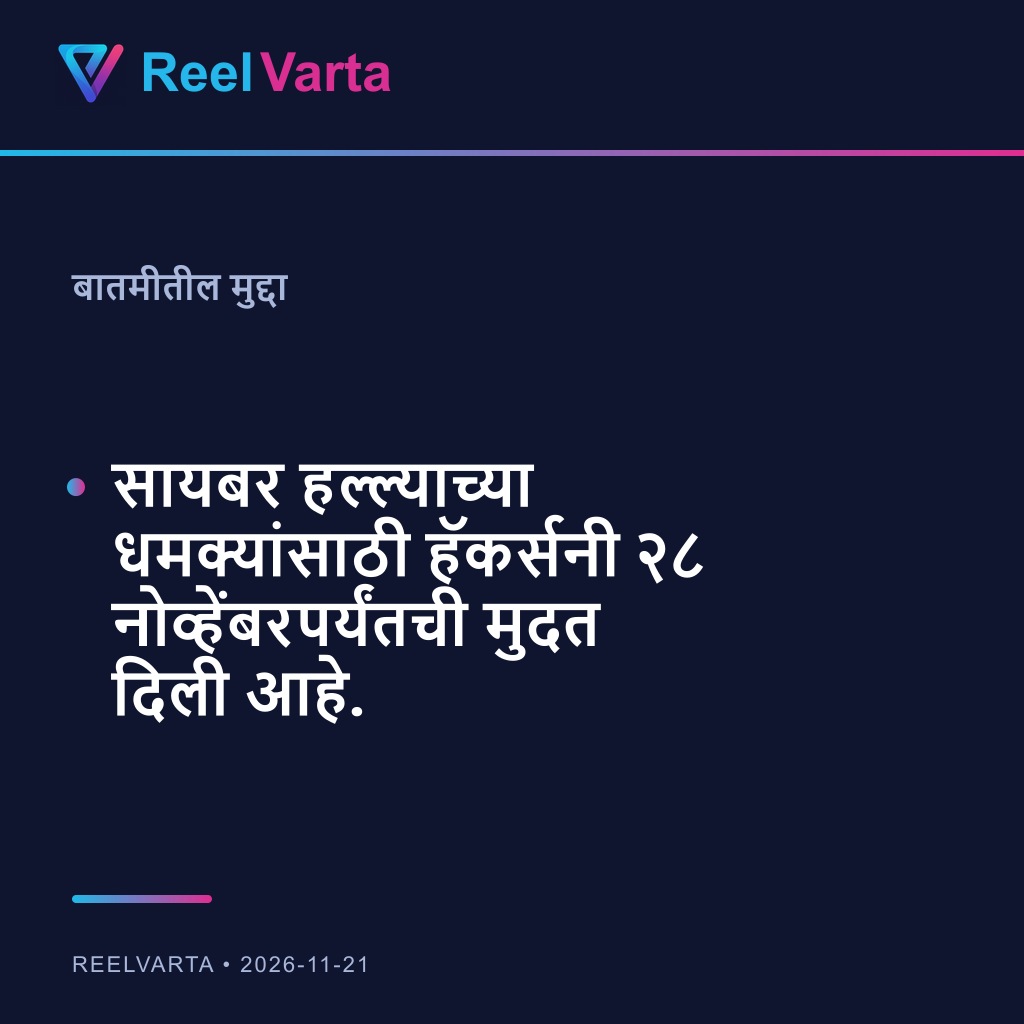 Reel Varta
बातमीतील मुद्दा
• सायबर हल्ल्याच्या
धमक्यांसाठी हॅकर्सनी २८
नोव्हेंबरपर्यंतची मुदत
दिली आहे.
REELVARTA • 2026-11-21